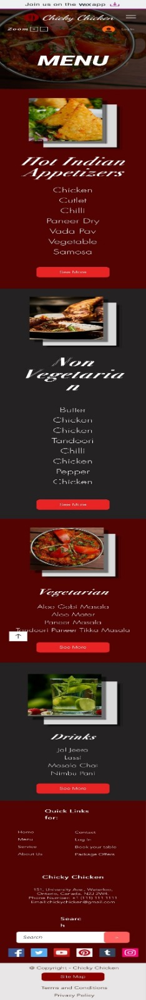 Join us on the WIXapp
Chicky Chicken
Zoom + -
Log In
MENU
Hot Indian
Appetizers
Chicken
Cutlet
Chilli
Paneer Dry
Vada Pav
Vegetable
Samosa
See More
Non
Vegetaria
n
Butter
Chicken
Chicken
Tandoori
Chilli
Chicken
Pepper
Chicken
See More
Vegetarian
Aloo Gobi Masala
Aloo Matar
Paneer Masala
Tandoori Paneer Tikka Masala
See More
Drinks
Jal Jeera
Lassi
Masala Chai
Nimbu Pani
See More
Quick Links
for:
Home
Menu
Service
About Us
Contact
Log In
Book your table
Package Offers
Chicky Chicken
151, University Ave., Waterloo,
Ontario, Canada. N2J 2W4.
Phone Number: +1 (111) 111 1111
Email:chickychicken@gmail.com
Searc
h
Search
>
© Copyright - Chicky Chicken
Site Map
Terms and Conditions
Privacy Policy